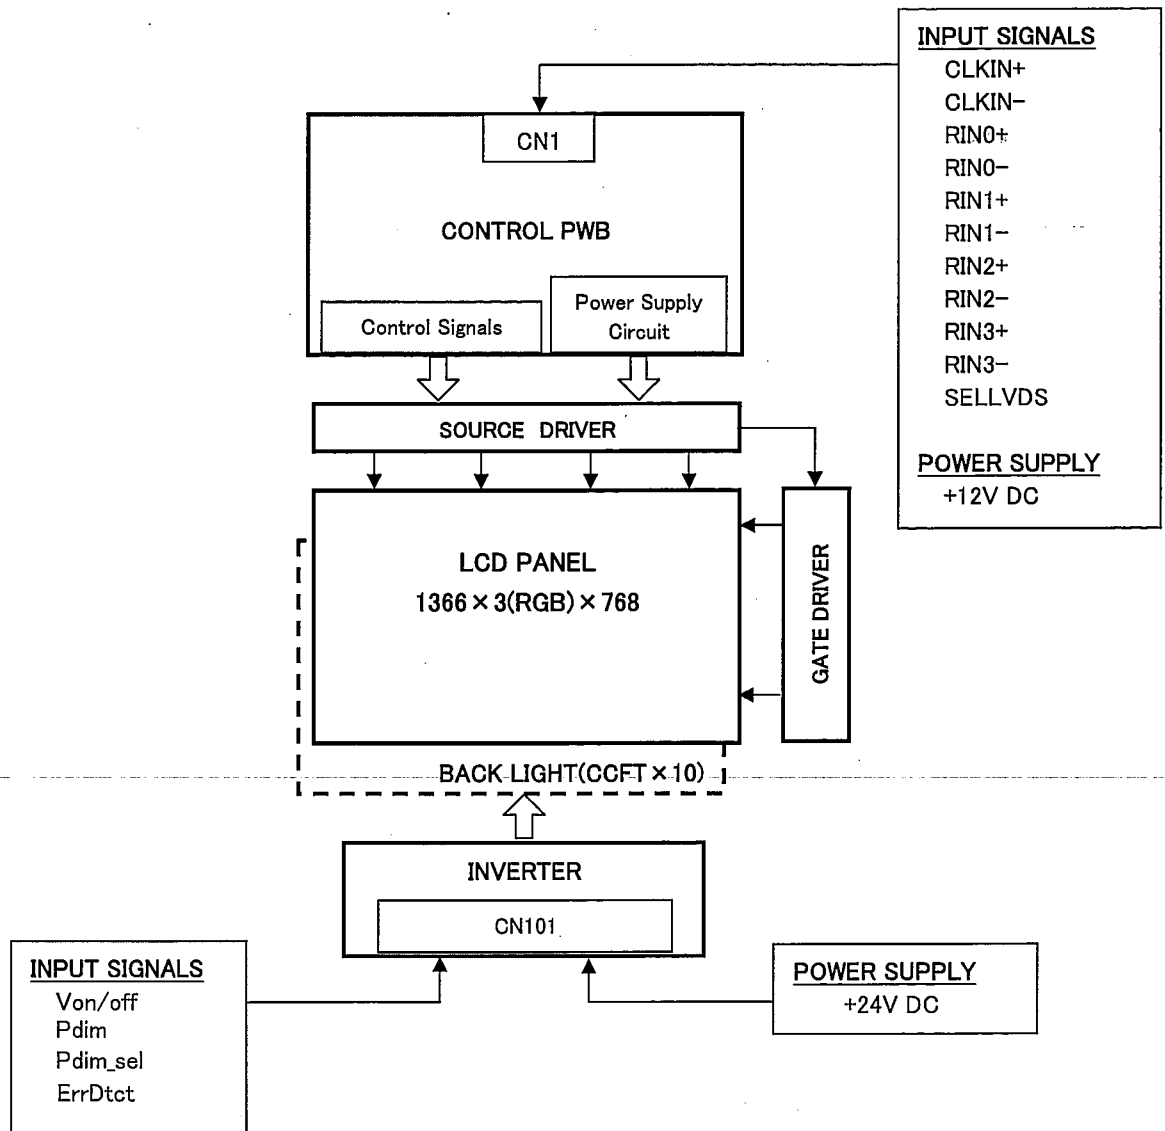 INPUT SIGNALS
CLKIN+
CLKIN-
RIN0+
RIN0-
RIN1+
RIN1-
RIN2+
RIN2-
RIN3+
RIN3-
SELLVDS
POWER SUPPLY
+12V DC
CN1
CONTROL PWB
Control Signals
Power Supply
Circuit
SOURCE DRIVER
LCD PANEL
1366×3(RGB)×768
GATE DRIVER
BACK LIGHT(CCFT×10)
INVERTER
CN101
INPUT SIGNALS
Von/off
Pdim
Pdim_sel
ErrDtct
POWER SUPPLY
+24V DC